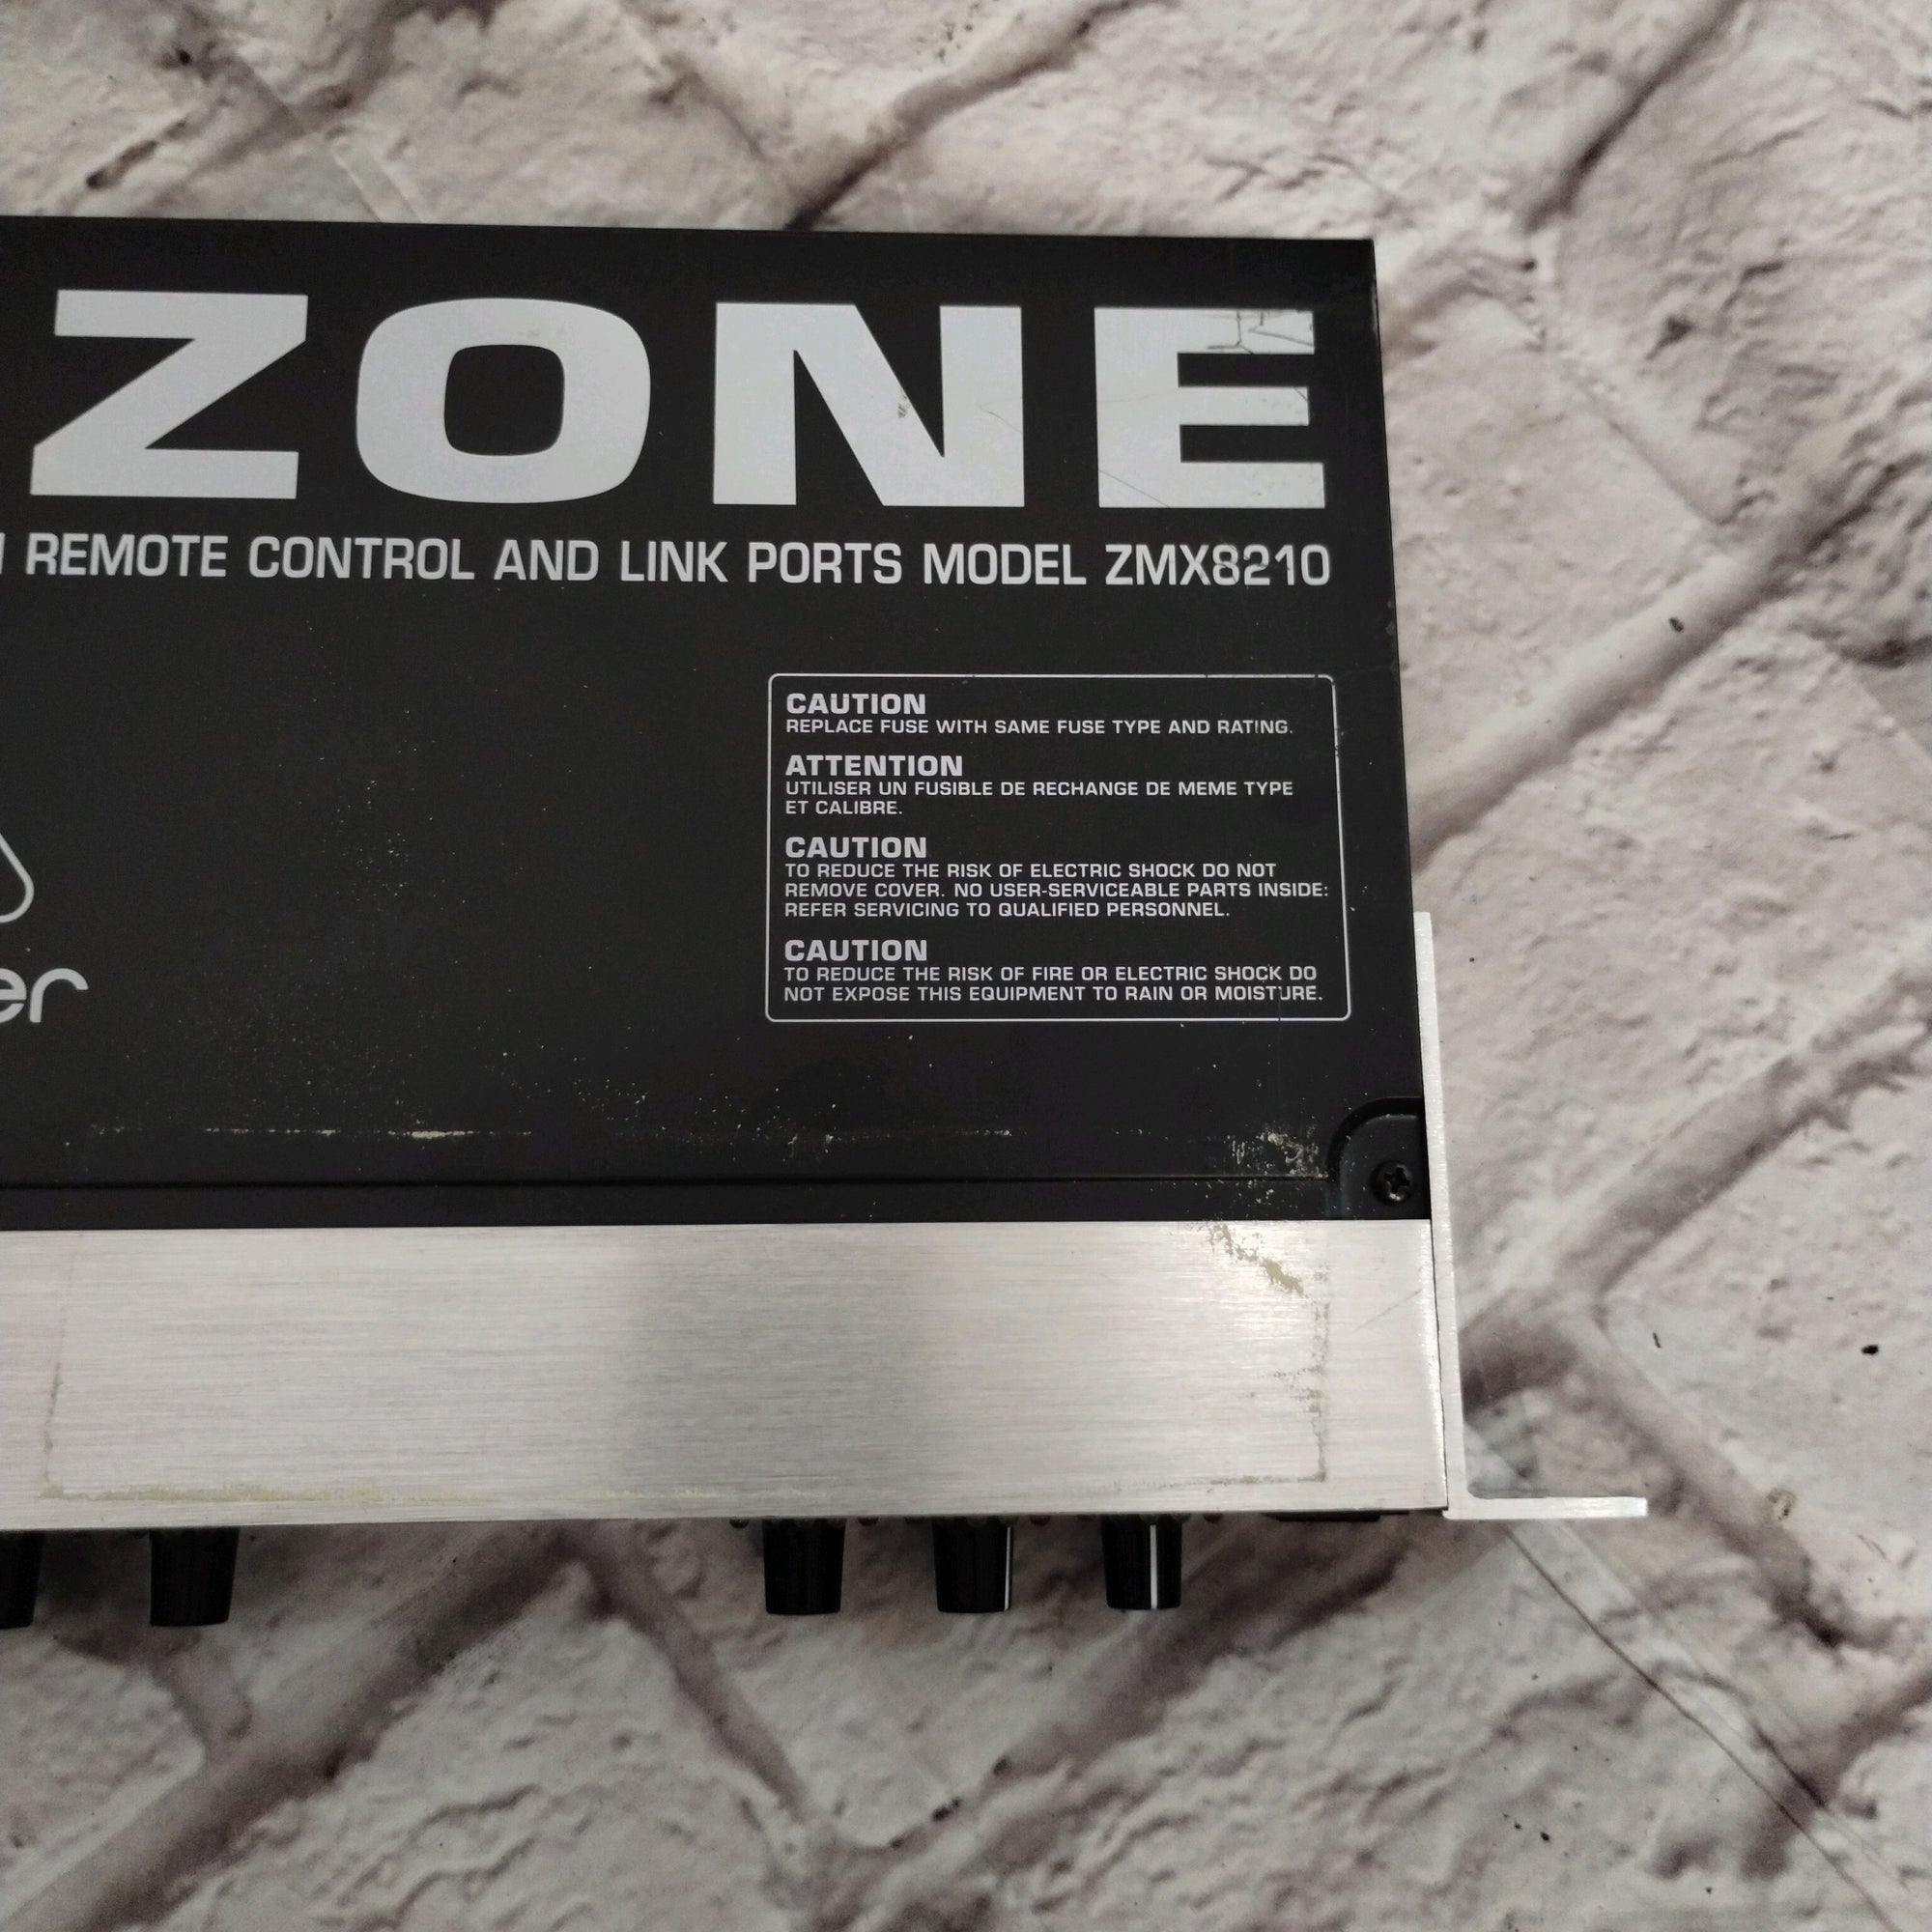 ZONE
REMOTE CONTROL AND LINK PORTS MODEL ZMX8210
CAUTION
REPLACE FUSE WITH SAME FUSE TYPE AND RATING.
ATTENTION
UTILISER UN FUSIBLE DE RECHANGE DE MEME TYPE
ET CALIBRE.
CAUTION
TO REDUCE THE RISK OF ELECTRIC SHOCK DO NOT
REMOVE COVER. NO USER-SERVICEABLE PARTS INSIDE:
REFER SERVICING TO QUALIFIED PERSONNEL.
CAUTION
TO REDUCE THE RISK OF FIRE OR ELECTRIC SHOCK DO
NOT EXPOSE THIS EQUIPMENT TO RAIN OR MOISTURE.
er